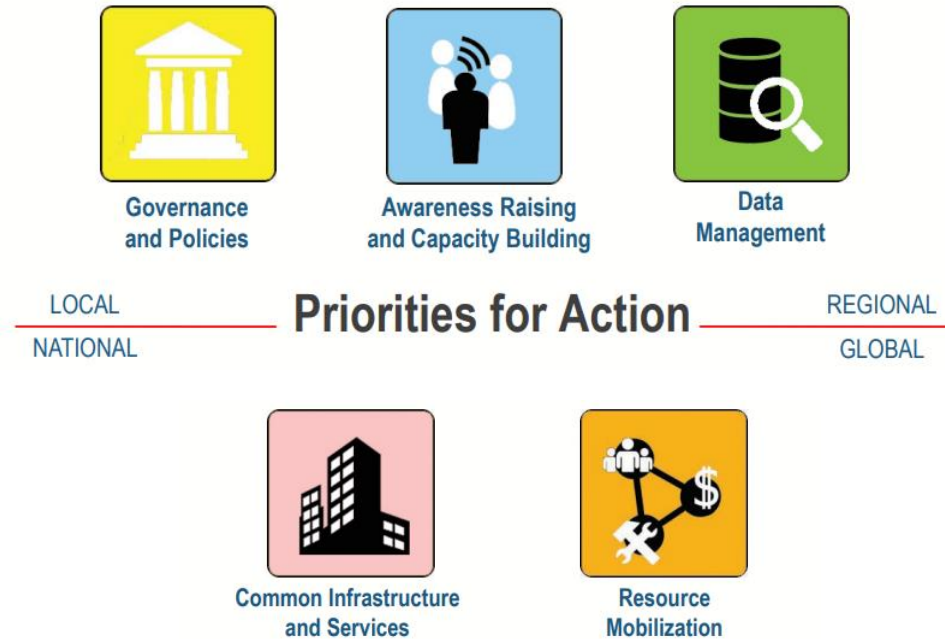 Governance
and Policies
Awareness Raising
and Capacity Building
Data
Management
LOCAL
NATIONAL
Priorities for Action
REGIONAL
GLOBAL
Common Infrastructure
and Services
Resource
Mobilization
$